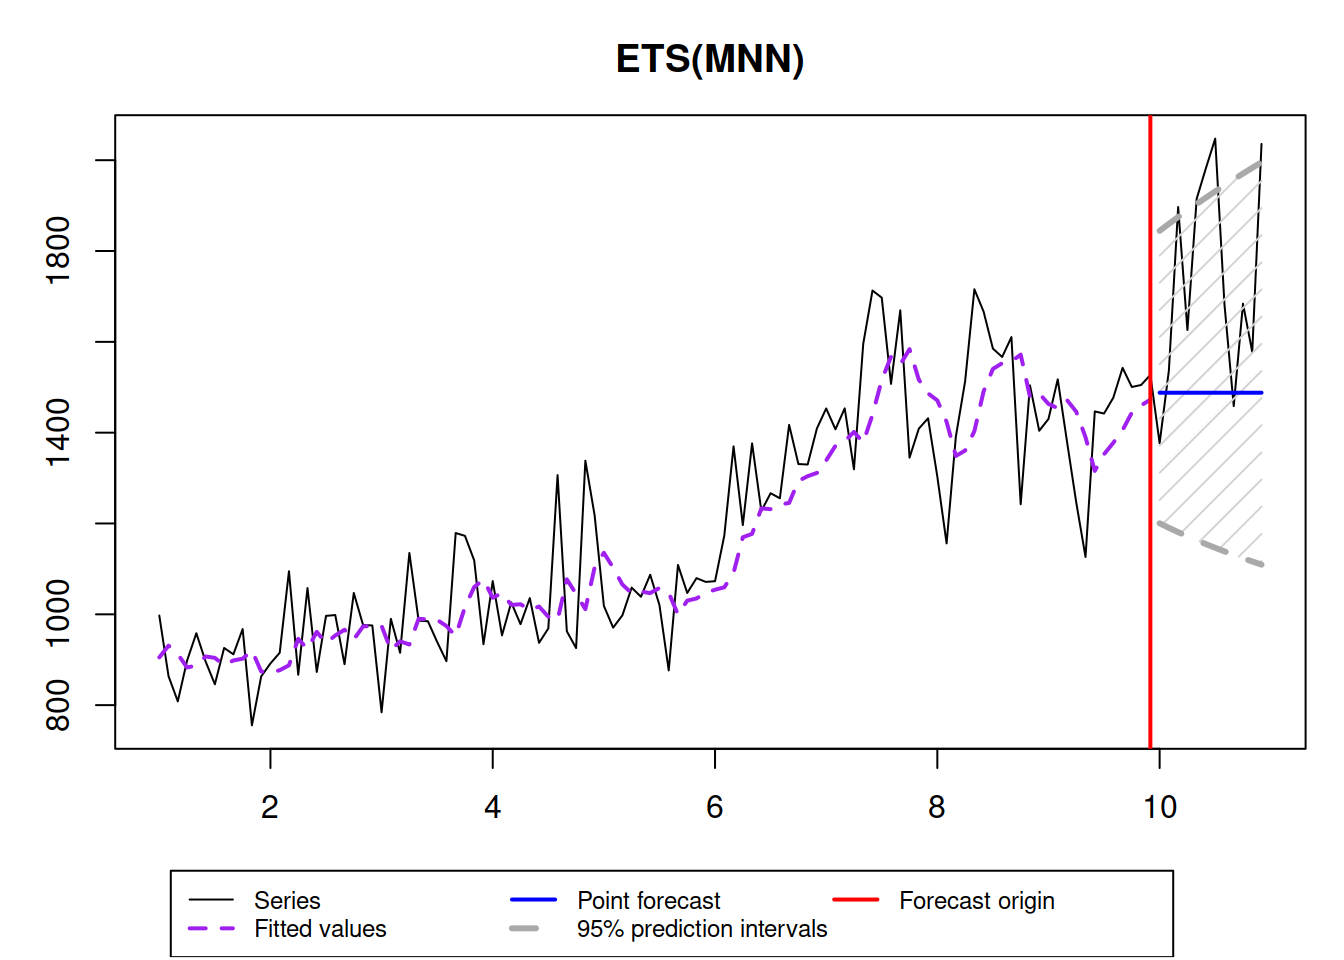 ETS(MNN)
1800
1400
1000
800
2 4 6 8 10
Series Point forecast Forecast origin
Fitted values 95% prediction intervals